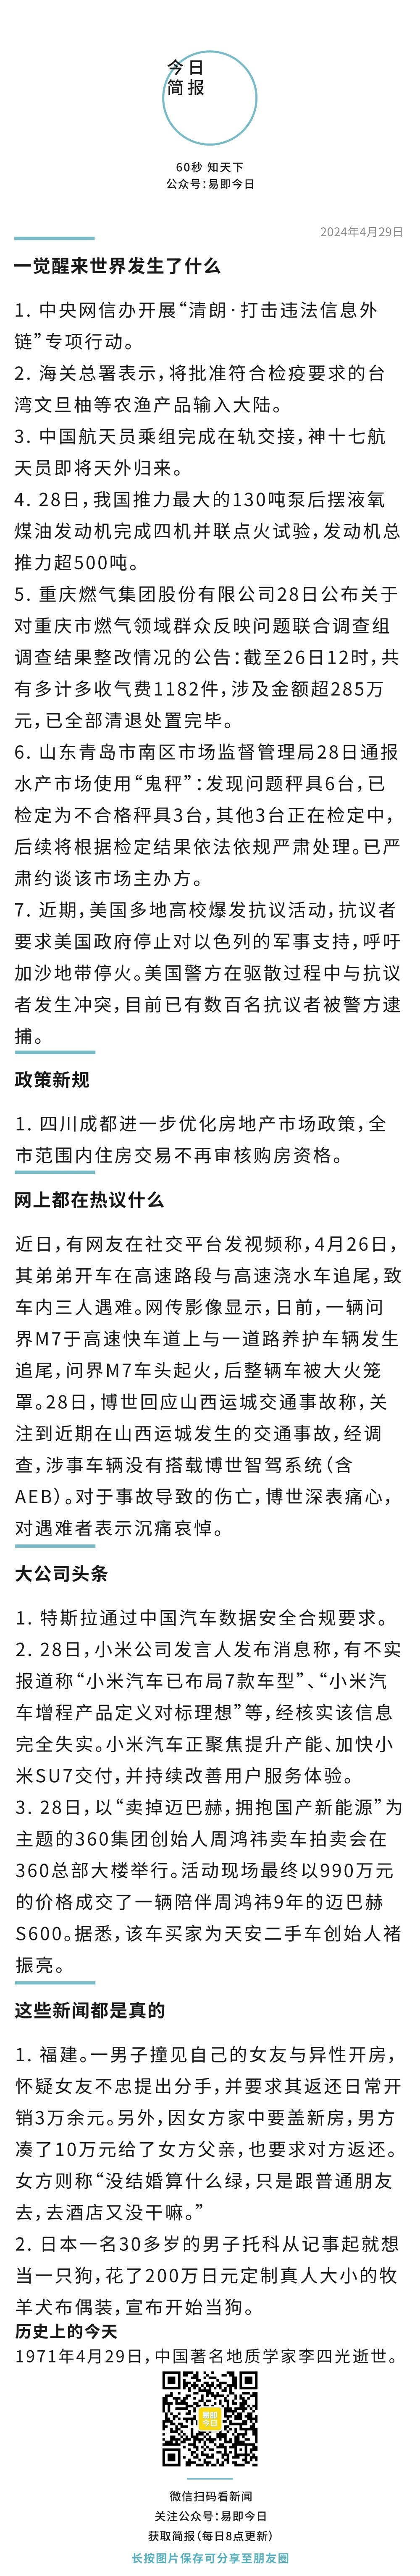 今日
简报
60秒 知天下
公众号:易即今日
2024年4月29日
一觉醒来世界发生了什么
1. 中央网信办开展“清朗·打击违法信息外
链”专项行动。
2. 海关总署表示,将批准符合检疫要求的台
湾文旦柚等农渔产品输入大陆。
3. 中国航天员乘组完成在轨交接,神十七航
天员即将天外归来。
4. 28日,我国推力最大的130吨泵后摆液氧
煤油发动机完成四机并联点火试验,发动机总
推力超500吨。
5. 重庆燃气集团股份有限公司28日公布关于
对重庆市燃气领域群众反映问题联合调查组
调查结果整改情况的公告:截至26日12时,共
有多计多收气费1182件,涉及金额超285万
元,已全部清退处置完毕。
6. 山东青岛市南区市场监督管理局28日通报
水产市场使用“鬼秤”:发现问题秤具6台,已
检定为不合格秤具3台,其他3台正在检定中,
后续将根据检定结果依法依规严肃处理。已严
肃约谈该市场主办方。
7. 近期,美国多地高校爆发抗议活动,抗议者
要求美国政府停止对以色列的军事支持,呼吁
加沙地带停火。美国警方在驱散过程中与抗议
者发生冲突,目前已有数百名抗议者被警方逮
捕。
政策新规
1. 四川成都进一步优化房地产市场政策,全
市范围内住房交易不再审核购房资格。
网上都在热议什么
近日,有网友在社交平台发视频称,4月26日,
其弟弟开车在高速路段与高速浇水车追尾,致
车内三人遇难。网传影像显示,日前,一辆问
界M7于高速快车道上与一道路养护车辆发生
追尾,问界M7车头起火,后整辆车被大火笼
罩。28日,博世回应山西运城交通事故称,关
注到近期在山西运城发生的交通事故,经调
查,涉事车辆没有搭载博世智驾系统(含
AEB)。对于事故导致的伤亡,博世深表痛心,
对遇难者表示沉痛哀悼。
大公司头条
1. 特斯拉通过中国汽车数据安全合规要求。
2. 28日,小米公司发言人发布消息称,有不实
报道称“小米汽车已布局7款车型”、“小米汽
车增程产品定义对标理想”等,经核实该信息
完全失实。小米汽车正聚焦提升产能、加快小
米SU7交付,并持续改善用户服务体验。
3. 28日,以“卖掉迈巴赫,拥抱国产新能源”为
主题的360集团创始人周鸿祎卖车拍卖会在
360总部大楼举行。活动现场最终以990万元
的价格成交了一辆陪伴周鸿祎9年的迈巴赫
S600。据悉,该车买家为天安二手车创始人褚
振亮。
这些新闻都是真的
1. 福建。一男子撞见自己的女友与异性开房,
怀疑女友不忠提出分手,并要求其返还日常开
销3万余元。另外,因女方家中要盖新房,男方
凑了10万元给了女方父亲,也要求对方返还。
女方则称“没结婚算什么绿,只是跟普通朋友
去,去酒店又没干嘛。”
2. 日本一名30多岁的男子托科从记事起就想
当一只狗,花了200万日元定制真人大小的牧
羊犬布偶装,宣布开始当狗。
历史上的今天
1971年4月29日,中国著名地质学家李四光逝世。
易即
今日
微信扫码看新闻
关注公众号:易即今日
获取简报(每日8点更新)
长按图片保存可分享至朋友圈